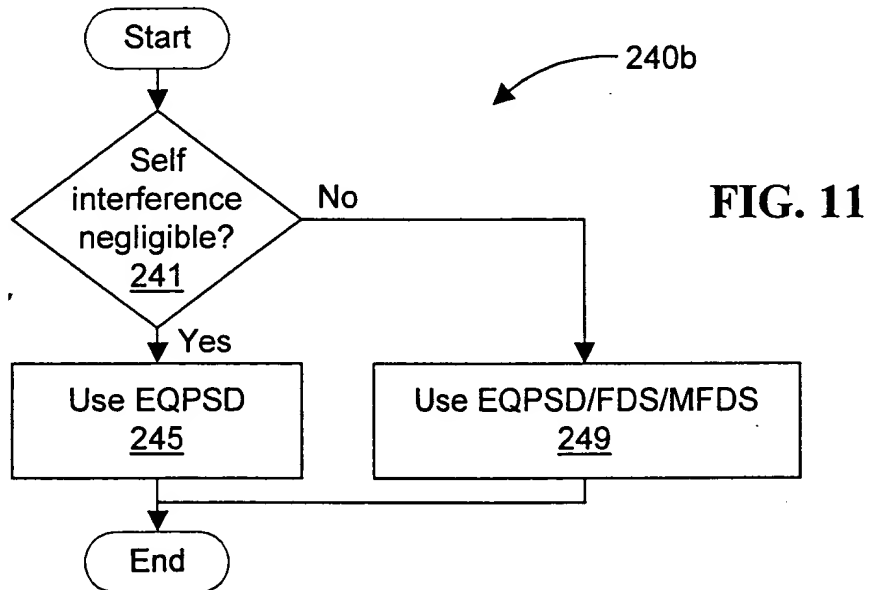 Start
240b
Self
interference
negligible?
241
No
FIG. 11
Yes
Use EQPSD
245
Use EQPSD/FDS/MFDS
249
End